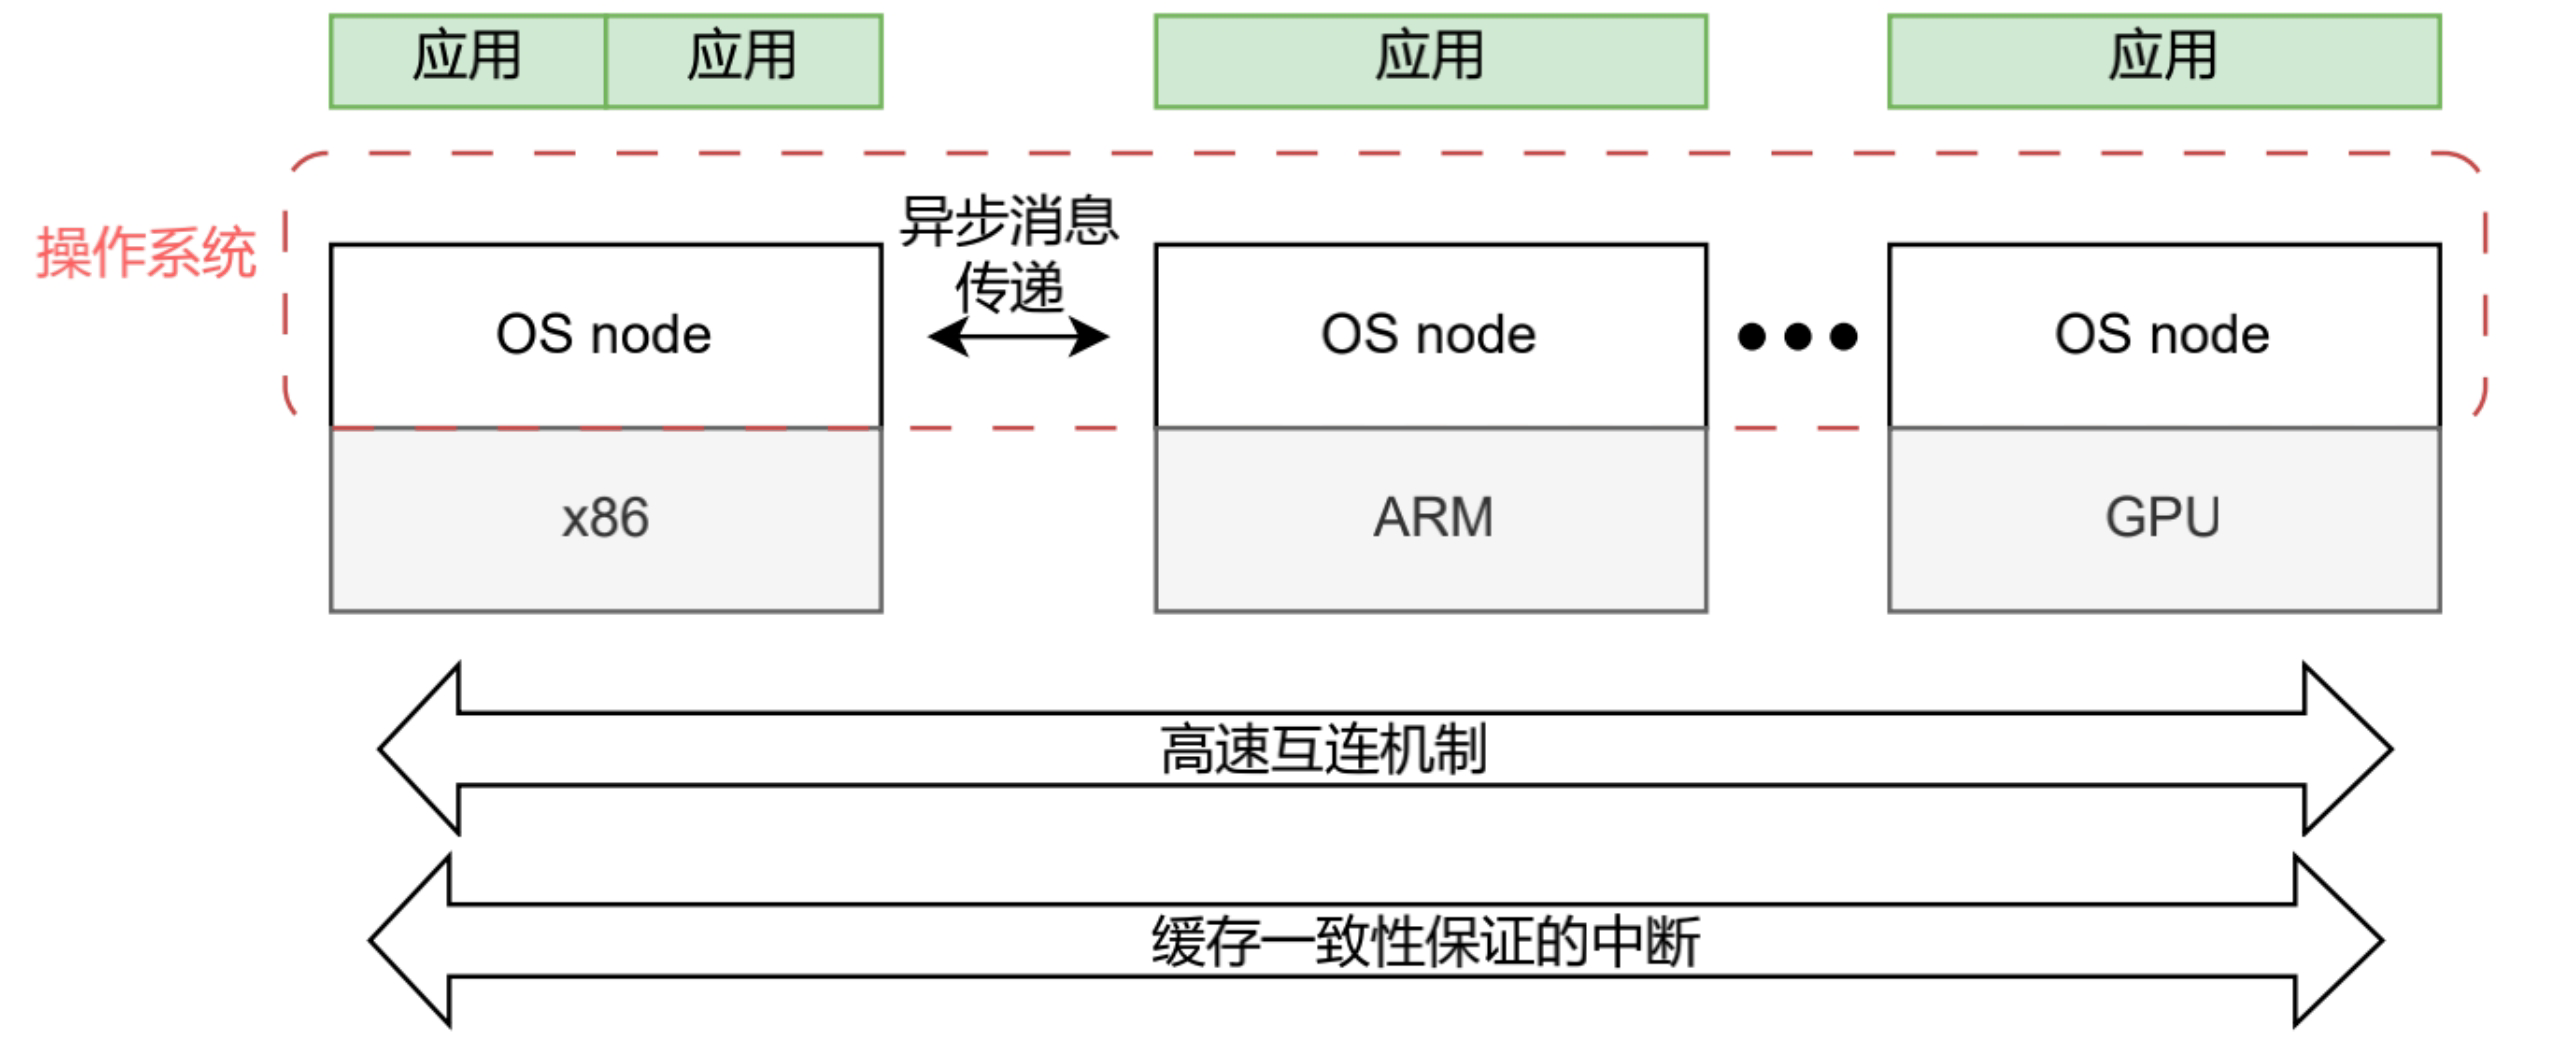 应用
应用
应用
应用
操作系统
异步消息
传递
OS node
OS node
OS node
x86
ARM
GPU
高速互连机制
缓存一致性保证的中断